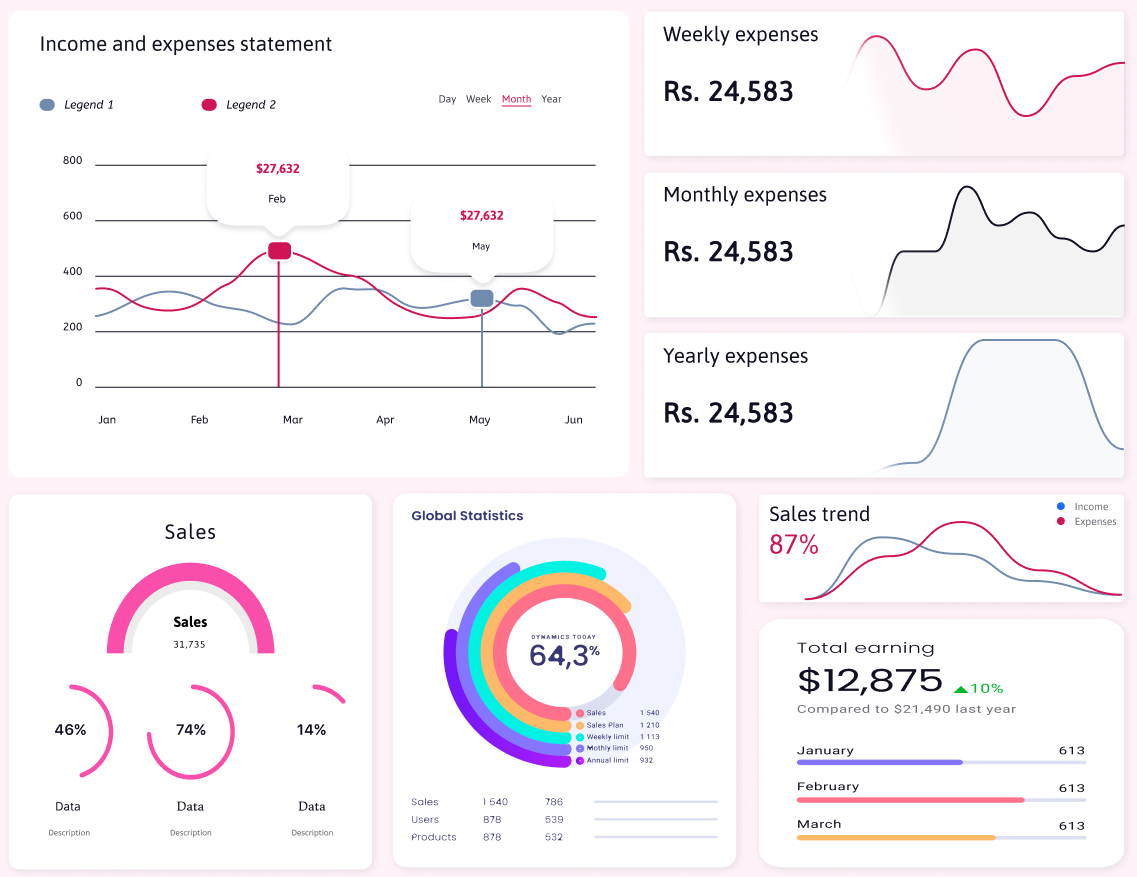 Income and expenses statement
Legend 1 Legend 2
Day Week Month Year
800
600
400
200
0
$27,632
Feb
$27,632
May
Jan Feb Mar Apr May Jun
Weekly expenses
Rs. 24,583
Monthly expenses
Rs. 24,583
Yearly expenses
Rs. 24,583
Sales
Sales
31,735
46% 74% 14%
Data Data Data
Description Description Description
Global Statistics
DYNAMICS TODAY
64,3%
Sales 1 540
Sales Plan 1 210
Weekly limit 1 113
Mothly limit 950
Annual limit 932
Sales 1 540 786
Users 878 539
Products 878 532
Sales trend
87%
Income
Expenses
Total earning
$12,875 10%
Compared to $21,490 last year
January 613
February 613
March 613